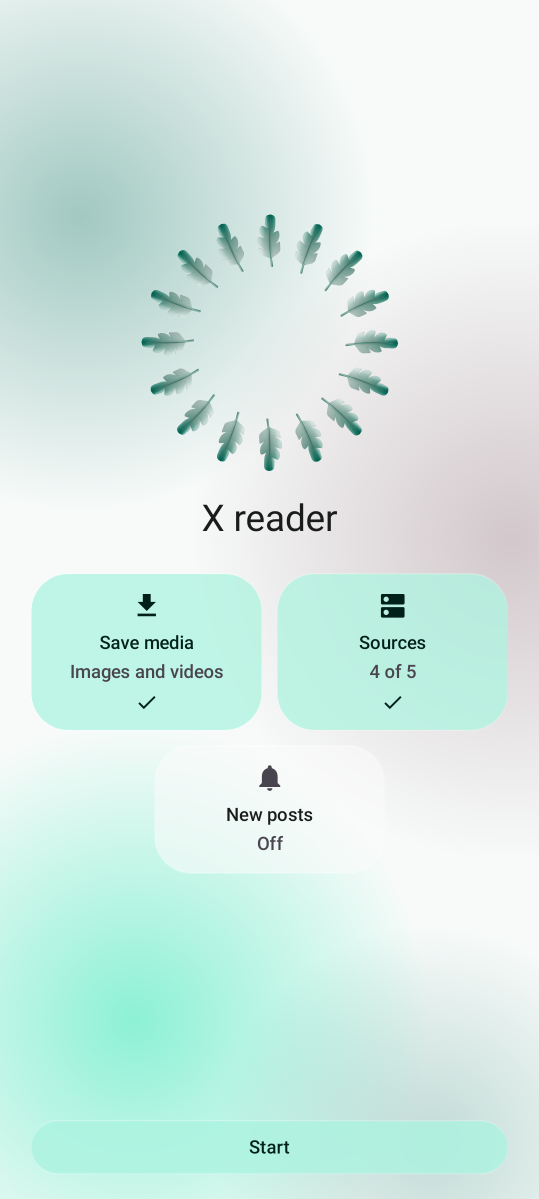 X reader
Save media
Images and videos
Sources
4 of 5
New posts
Off
Start